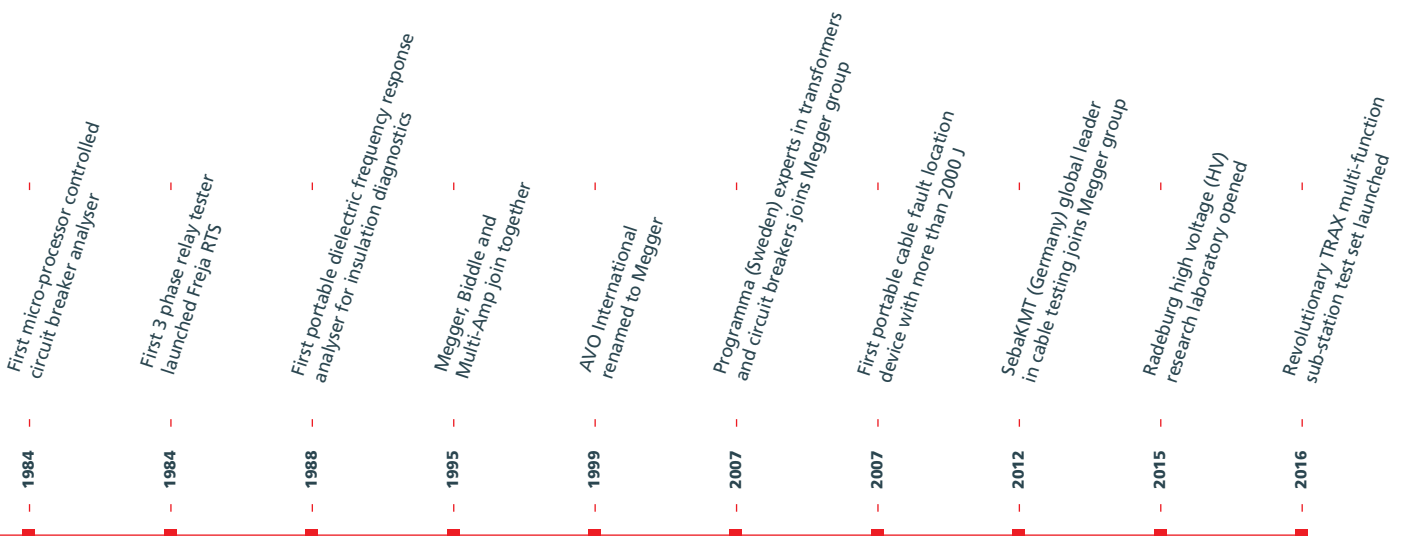 First micro-processor controlled
circuit breaker analyser
1984
First 3 phase relay tester
launched Freja RTS
1984
First portable dielectric frequency response
analyser for insulation diagnostics
1988
Megger, Biddle and
Multi-Amp join together
1995
AVO International
renamed to Megger
1999
Programma (Sweden) experts in transformers
and circuit breakers joins Megger group
2007
First portable cable fault location
device with more than 2000 J
2007
SebaKMT (Germany) global leader
in cable testing joins Megger group
2012
Radeburg high voltage (HV)
research laboratory opened
2015
Revolutionary TRAX multi-function
sub-station test set launched
2016